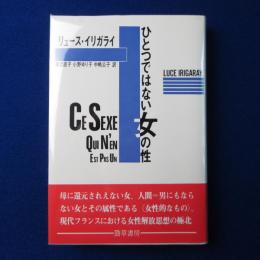 リュース・イリガライ
小野ゆり子 中嶋公子 訳
ひとつではない女の性
LUCE IRIGARAY
CE SEXE
QUI N'EN
EST PAS UN
母に還元されえない女、人間=男にもなら
ない女とその属性である〈女性的なもの〉。
現代フランスにおける女性解放思想の極北
勁草書房